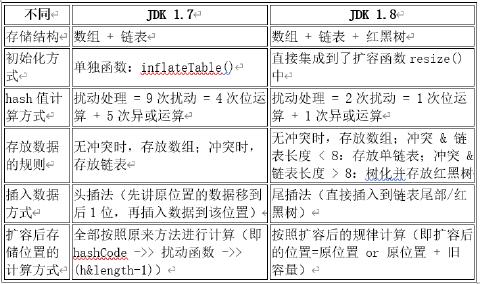 不同 JDK 1.7 JDK 1.8
存储结构 数组 + 链表 数组 + 链表 + 红黑树
初始化方式 单独函数：inflateTable() 直接集成到了扩容函数resize()中
hash 值计算方式 扰动处理 = 9次扰动 = 4次位运算 + 5次异或运算 扰动处理 = 2次扰动 = 1次位运算 + 1次异或运算
存放数据的规则 无冲突时，存放数组；冲突时，存放链表 无冲突时，存放数组；冲突 & 链表长度 < 8：存放单链表；冲突 & 链表长度 > 8：树化并存放红黑树
插入数据方式 头插法（先讲原位置的数据移到后1位，再插入数据到该位置） 尾插法（直接插入到链表尾部/红黑树）
扩容后存储位置的计算方式 全部按照原来方法进行计算（即hashCode ->> 扰动函数 ->> (h&length-1)） 按照扩容后的规律计算（即扩容后的位置=原位置 or 原位置 + 旧容量）